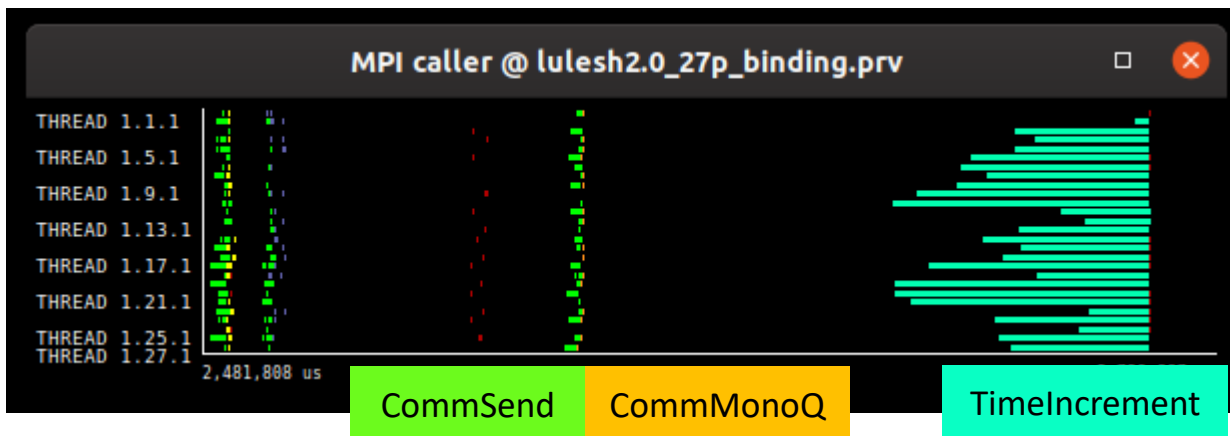 MPI caller @ lulesh2.0_27p_binding.prv
THREAD 1.1.1
THREAD 1.5.1
THREAD 1.9.1
THREAD 1.13.1
THREAD 1.17.1
THREAD 1.21.1
THREAD 1.25.1
THREAD 1.27.1
2,481,808 us
CommSend CommMonoQ TimeIncrement